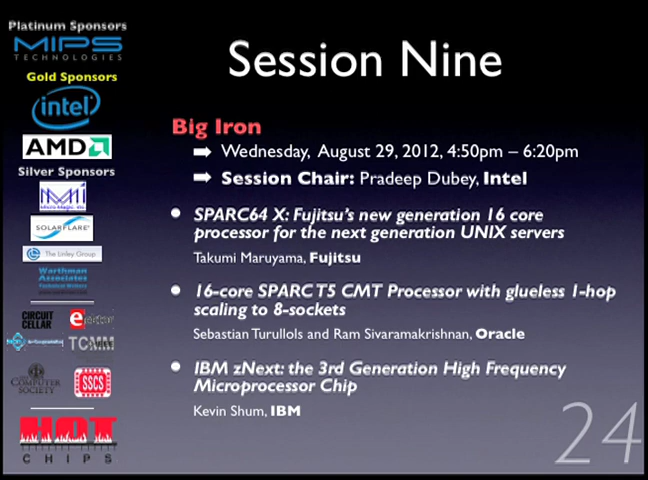 Platinum Sponsors
MIPS
TECHNOLOGIES
Gold Sponsors
intel
AMD
Silver Sponsors
SOLARFLARE
The Linley Group
Worthman
Associates
CIRCUIT
CELLAR
TCMM
COMPUTER
SOCIETY
SSCS
HOT
CHIPS
Session Nine
Big Iron
Wednesday, August 29, 2012, 4:50pm – 6:20pm
Session Chair: Pradeep Dubey, Intel
SPARC64 X: Fujitsu's new generation 16 core
processor for the next generation UNIX servers
Takumi Maruyama, Fujitsu
16-core SPARC T5 CMT Processor with glueless 1-hop
scaling to 8-sockets
Sebastian Turullols and Ram Sivaramakrishnan, Oracle
IBM zNext: the 3rd Generation High Frequency
Microprocessor Chip
Kevin Shum, IBM
24